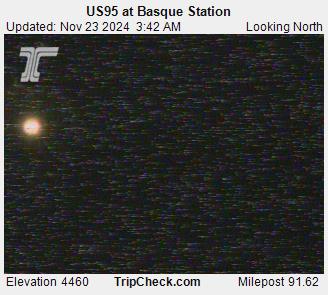 US95 at Basque Station
Updated: Nov 23 2024 3:42 AM Looking North
Elevation 4460 TripCheck.com Milepost 91.62